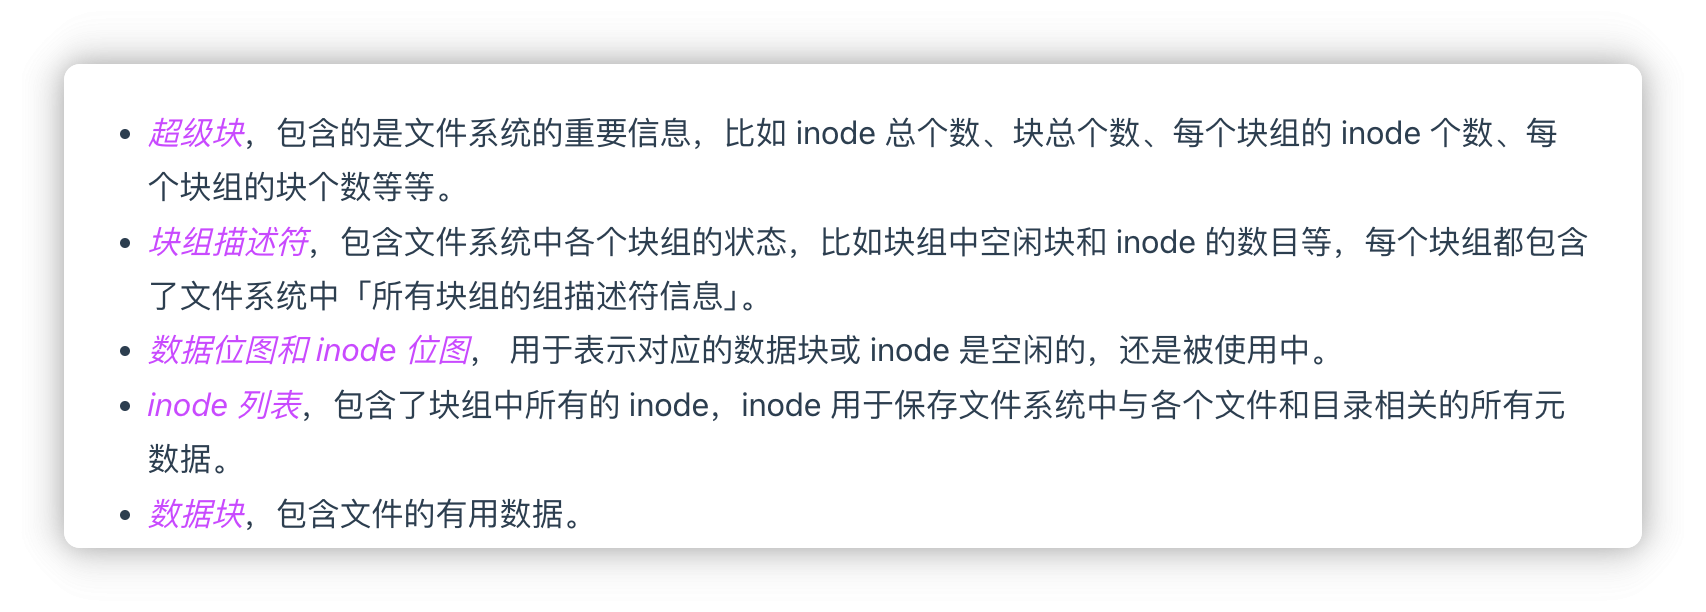 • 超级块，包含的是文件系统的重要信息，比如 inode 总个数、块总个数、每个块组的 inode 个数、每
个块组的块个数等等。
• 块组描述符，包含文件系统中各个块组的状态，比如块组中空闲块和 inode 的数目等，每个块组都包含
了文件系统中「所有块组的组描述符信息」。
• 数据位图和 inode 位图， 用于表示对应的数据块或 inode 是空闲的，还是被使用中。
• inode 列表，包含了块组中所有的 inode，inode 用于保存文件系统中与各个文件和目录相关的所有元
数据。
• 数据块，包含文件的有用数据。